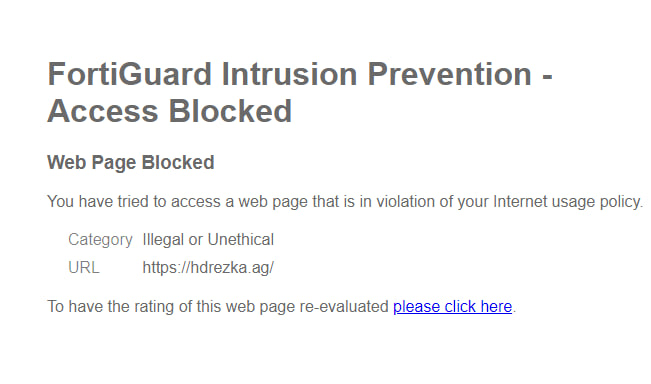 FortiGuard Intrusion Prevention -
Access Blocked
Web Page Blocked
You have tried to access a web page that is in violation of your Internet usage policy.
Category Illegal or Unethical
URL https://hdrezka.ag/
To have the rating of this web page re-evaluated please click here.